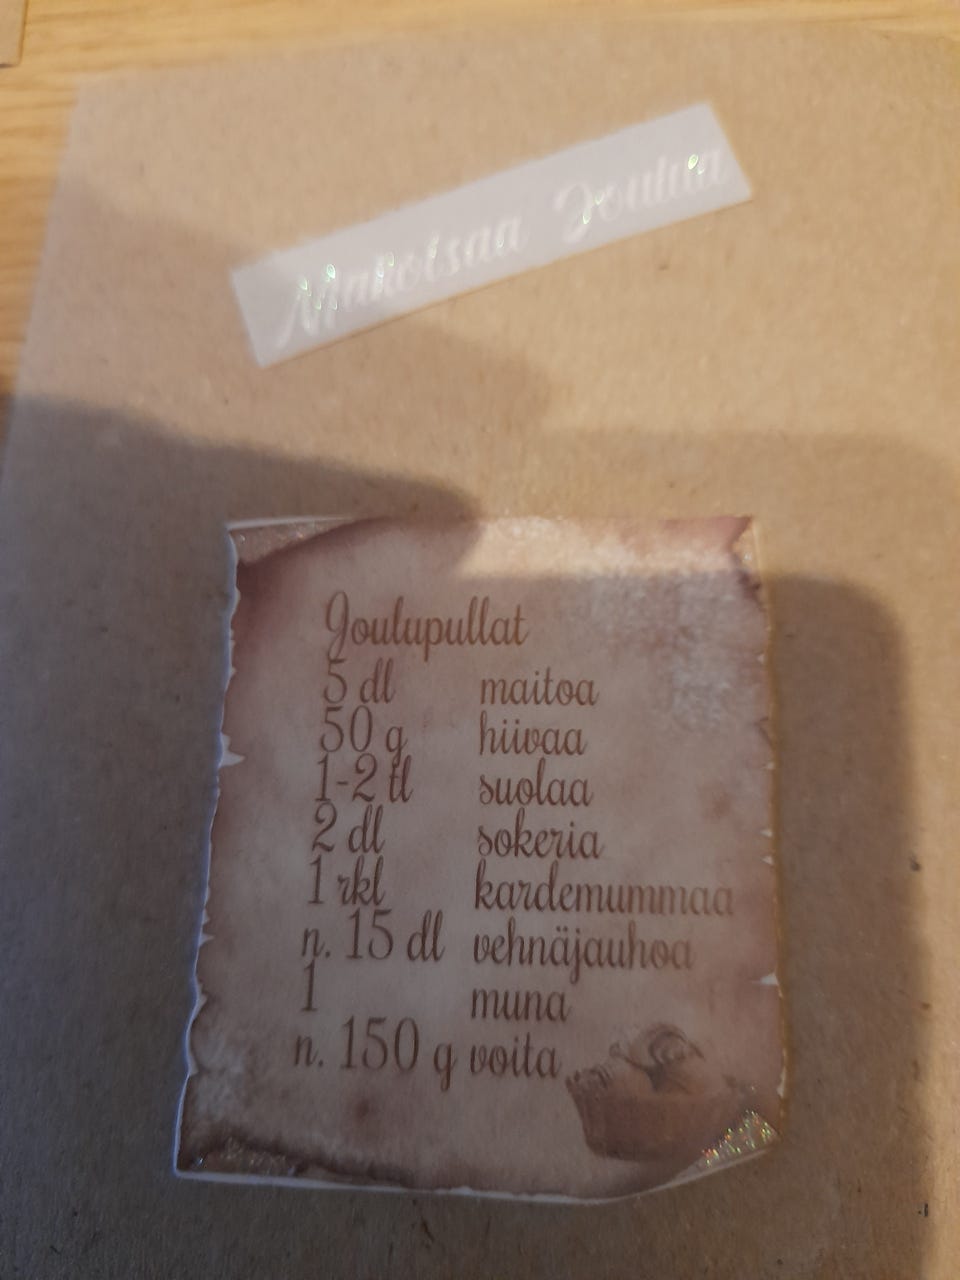 Makoisaa Joulua
Joulupullat
5 dl maitoa
50 g hiivaa
1-2 tl suolaa
2 dl sokeria
1 rkl kardemummaa
n. 15 dl vehnäjauhoa
1 muna
n. 150 g voita